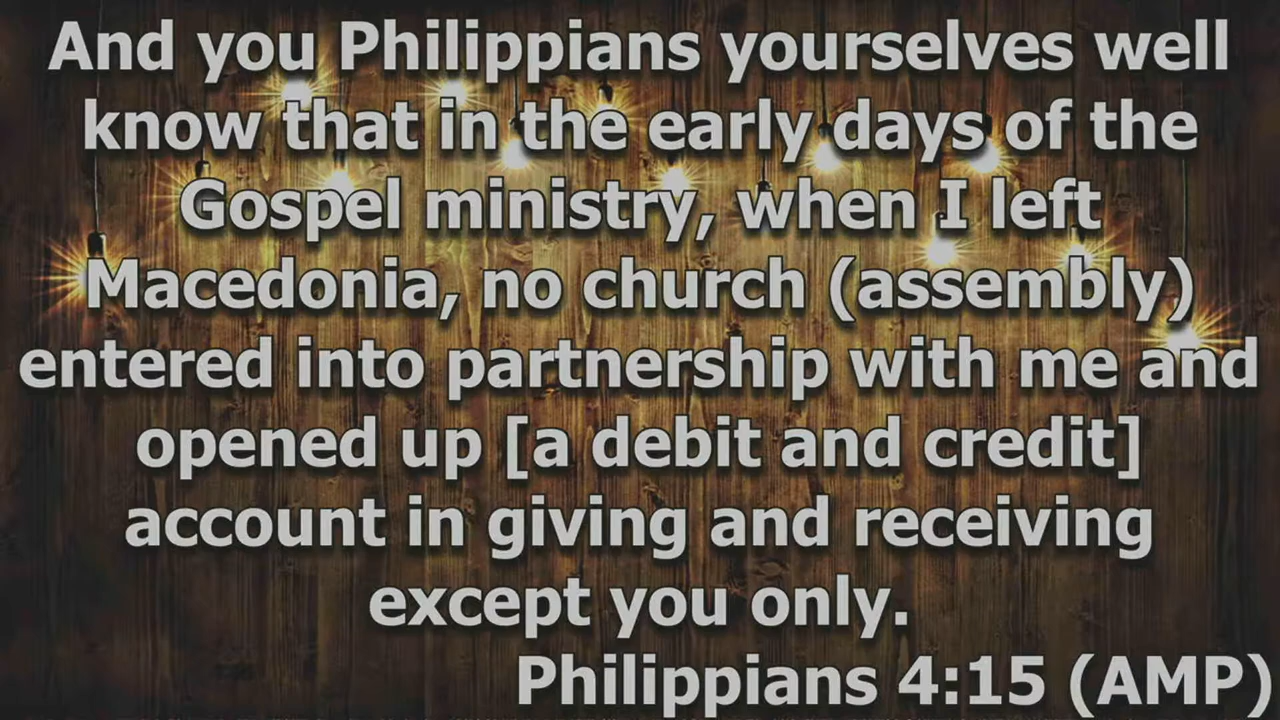 And you Philippians yourselves well
know that in the early days of the
Gospel ministry, when I left
Macedonia, no church (assembly)
entered into partnership with me and
opened up [a debit and credit]
account in giving and receiving
except you only.
Philippians 4:15 (AMP)